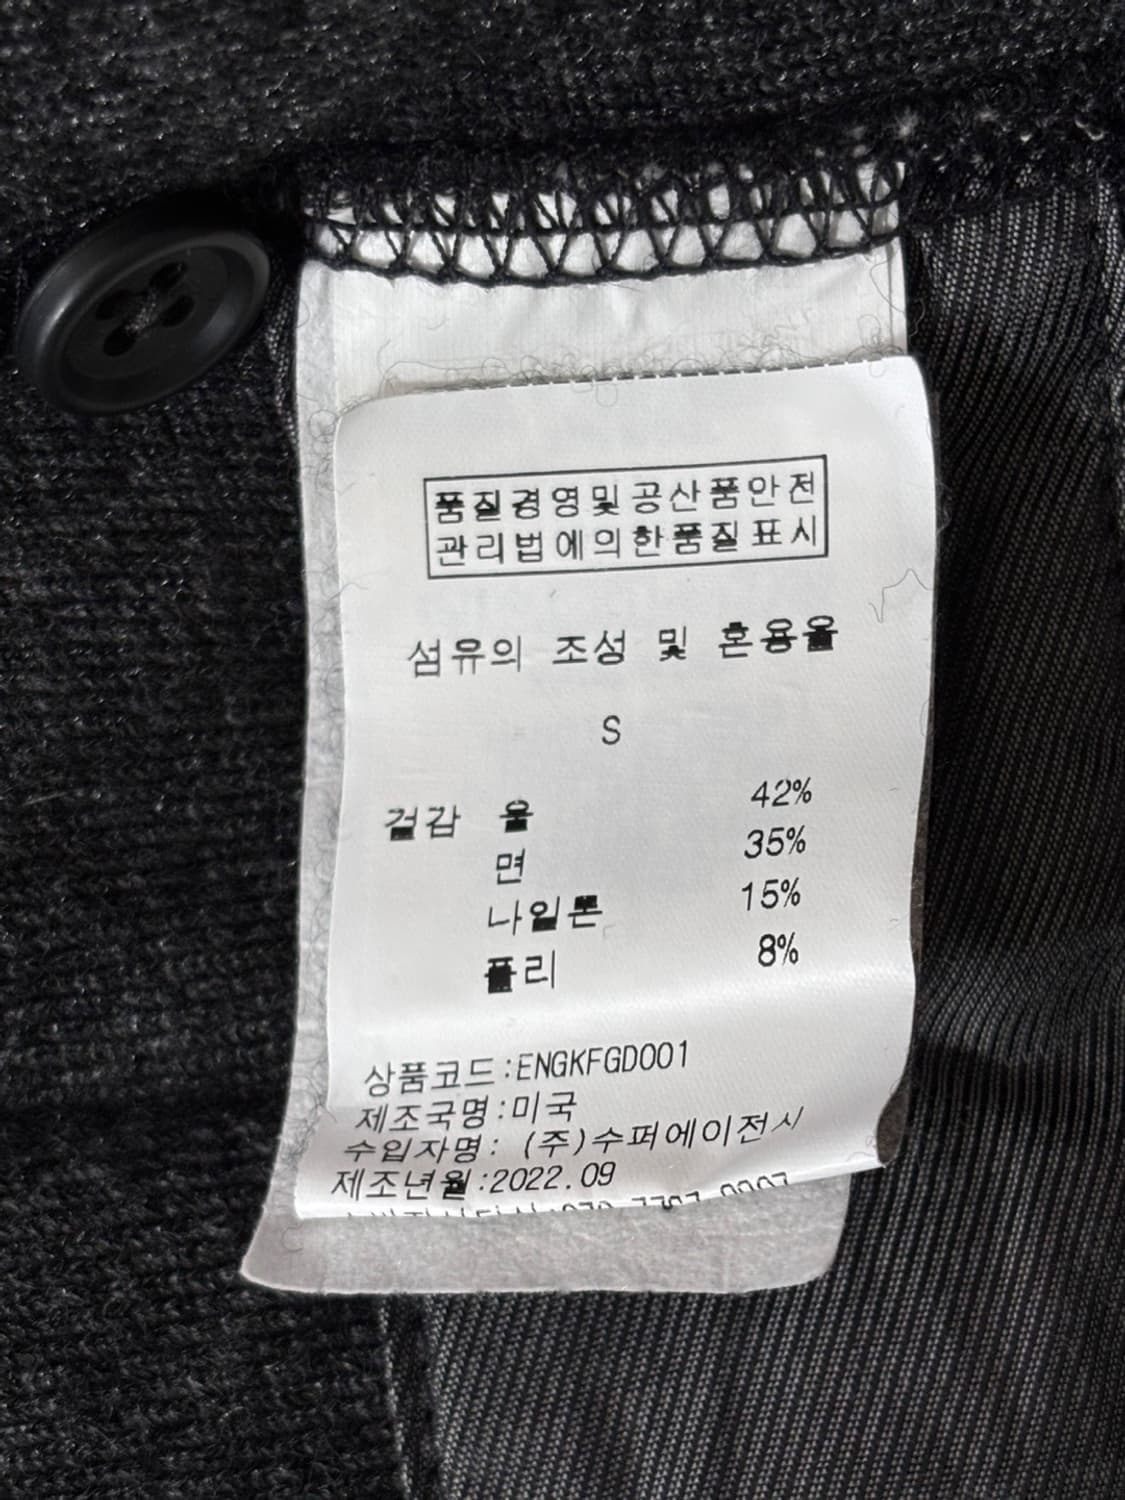 품질경영및공산품안전
관리법에의한품질표시
섬유의 조성 및 혼용율
S
겉감 울 42%
면 35%
나일론 15%
폴리 8%
상품코드:ENGKFGD001
제조국명:미국
수입자명: (주)수퍼에이전시
제조년월:2022.09